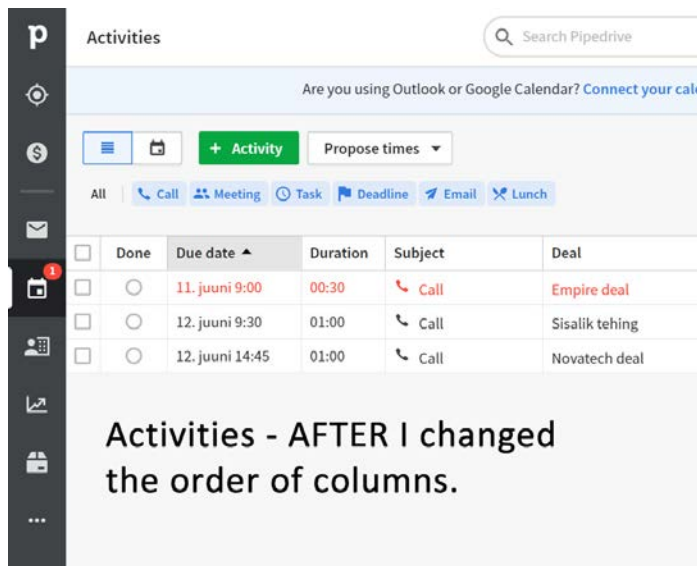 p
Activities
Search Pipedrive
Are you using Outlook or Google Calendar? Connect your cal
+ Activity
Propose times
All Call Meeting Task Deadline Email Lunch
Done Due date Duration Subject Deal
1
11. juuni 9:00 00:30 Call Empire deal
12. juuni 9:30 01:00 Call Sisalik tehing
12. juuni 14:45 01:00 Call Novatech deal
Activities - AFTER I changed
the order of columns.